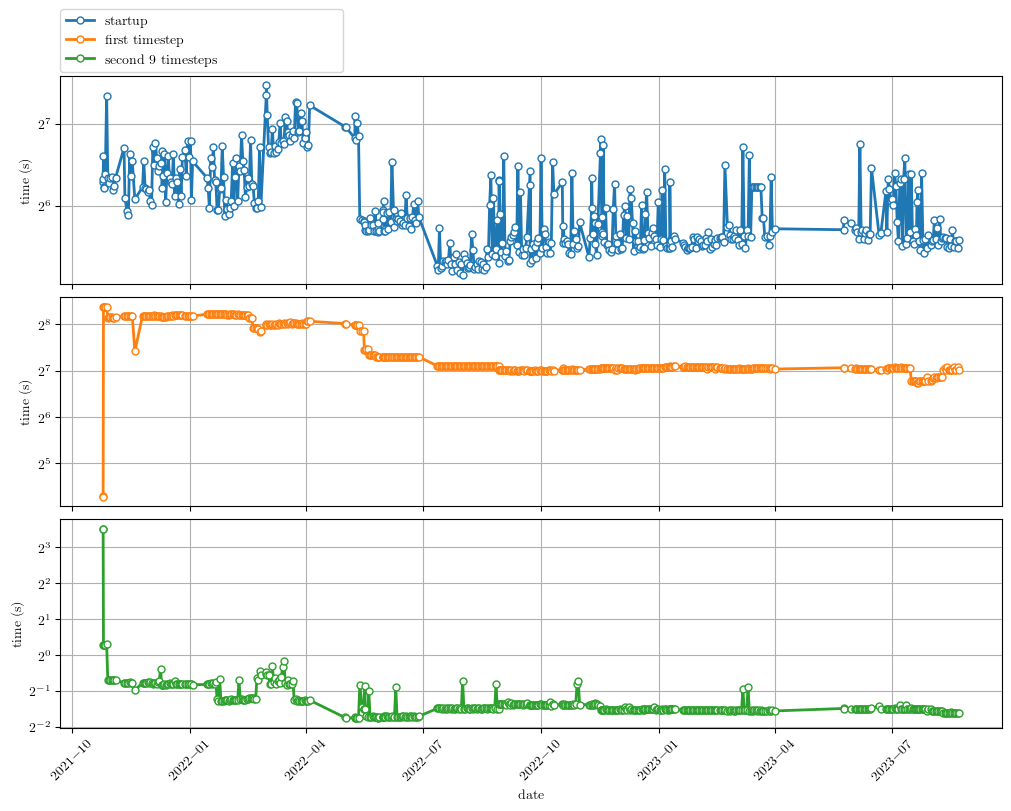 startup
first timestep
second 9 timesteps
2^7
2^6
time (s)
2^8
2^7
2^6
2^5
time (s)
2^3
2^2
2^1
2^0
2^−1
2^−2
time (s)
2021−10
2022−01
2022−04
2022−07
2022−10
2023−01
2023−04
2023−07
date